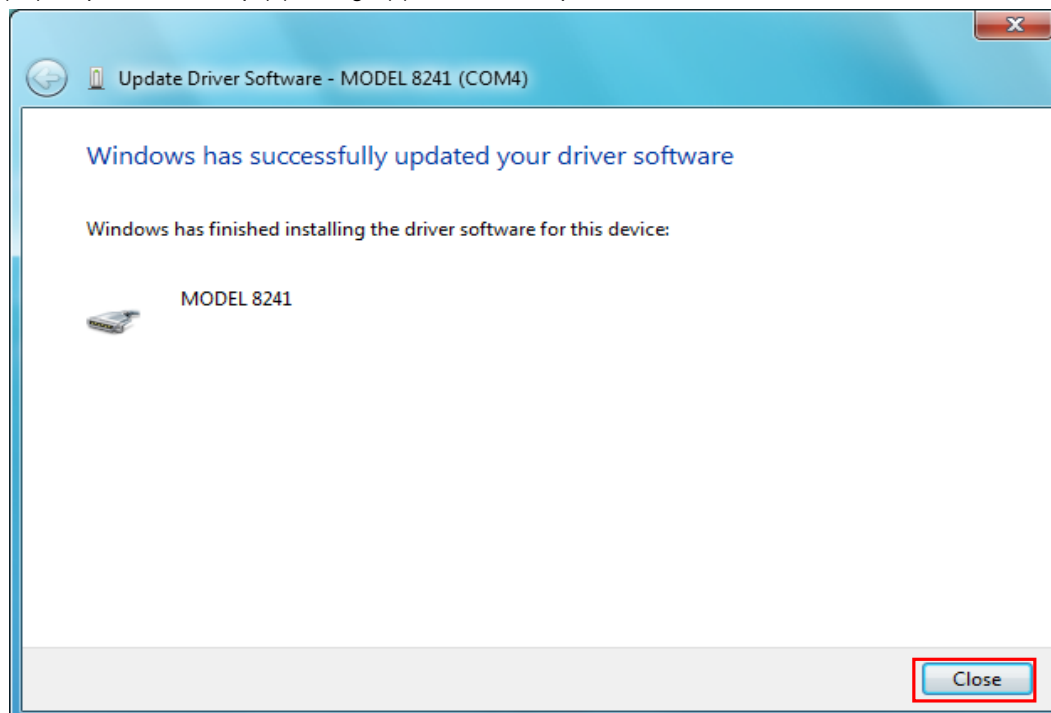 Update Driver Software - MODEL 8241 (COM4)
Windows has successfully updated your driver software
Windows has finished installing the driver software for this device:
MODEL 8241
Close